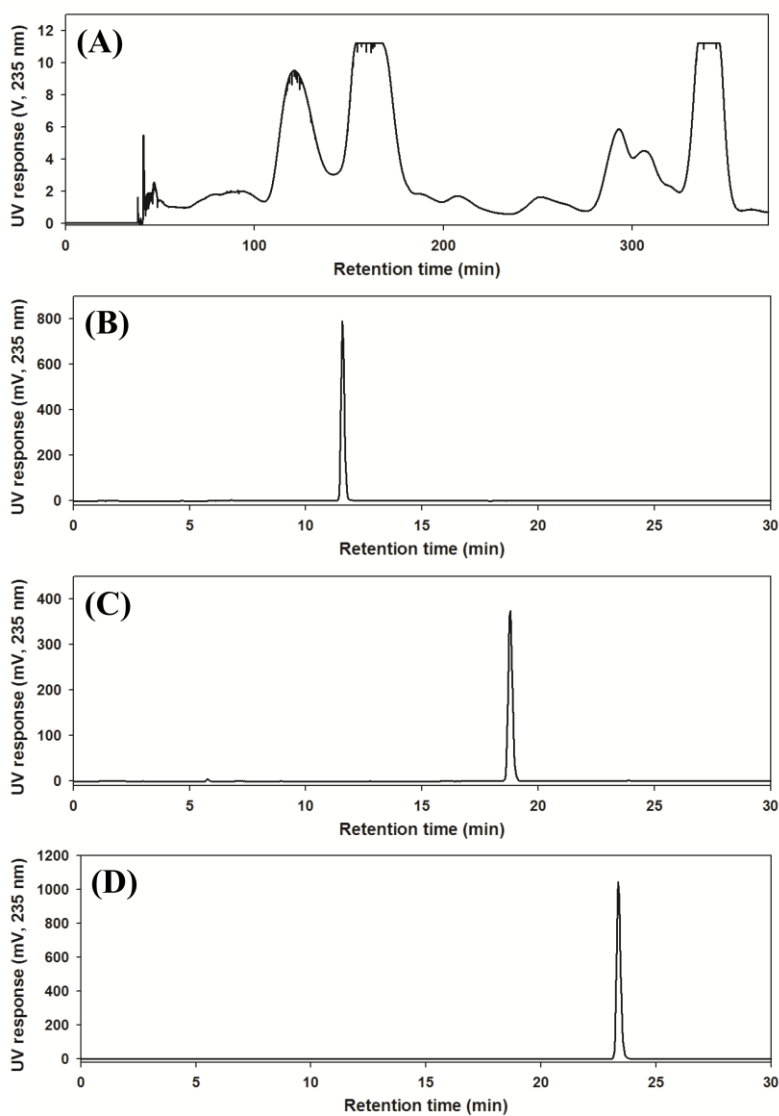 (A)
UV response (V, 235 nm)
12
10
8
6
4
2
0
0 100 200 300
Retention time (min)
(B)
UV response (mV, 235 nm)
800
600
400
200
0
0 5 10 15 20 25 30
Retention time (min)
(C)
UV response (mV, 235 nm)
400
300
200
100
0
0 5 10 15 20 25 30
Retention time (min)
(D)
UV response (mV, 235 nm)
1200
1000
800
600
400
200
0
0 5 10 15 20 25 30
Retention time (min)